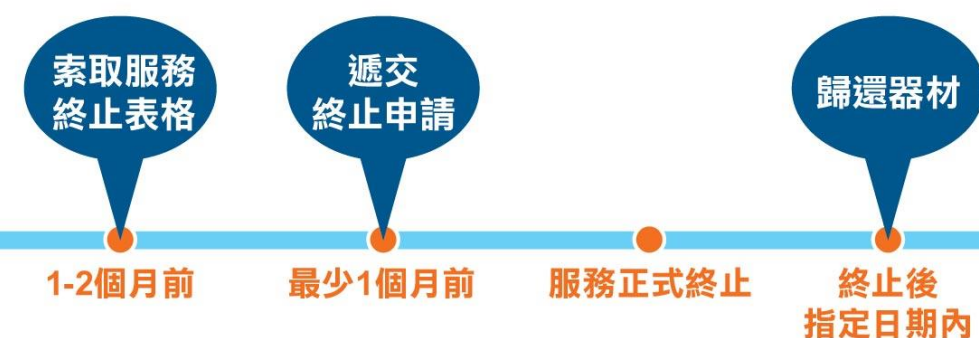 索取服務
終止表格
遞交
終止申請
歸還器材
1-2個月前
最少1個月前
服務正式終止
終止後
指定日期內